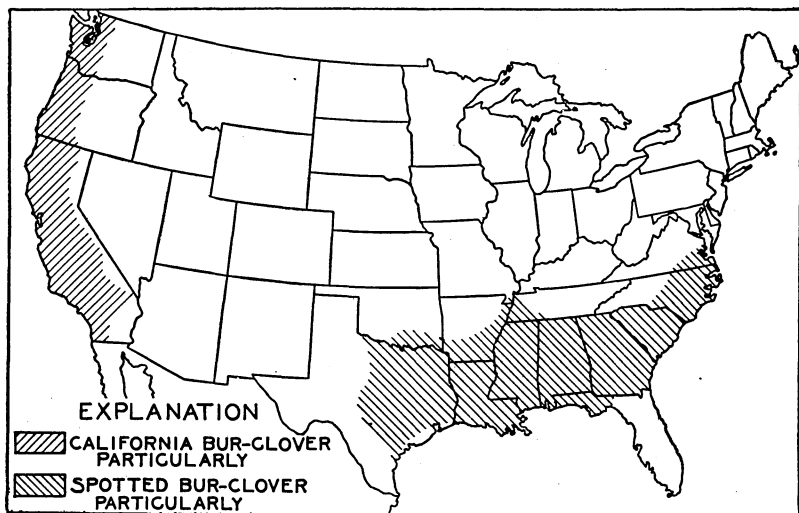 EXPLANATION
CALIFORNIA BUR-CLOVER
PARTICULARLY
SPOTTED BUR-CLOVER
PARTICULARLY